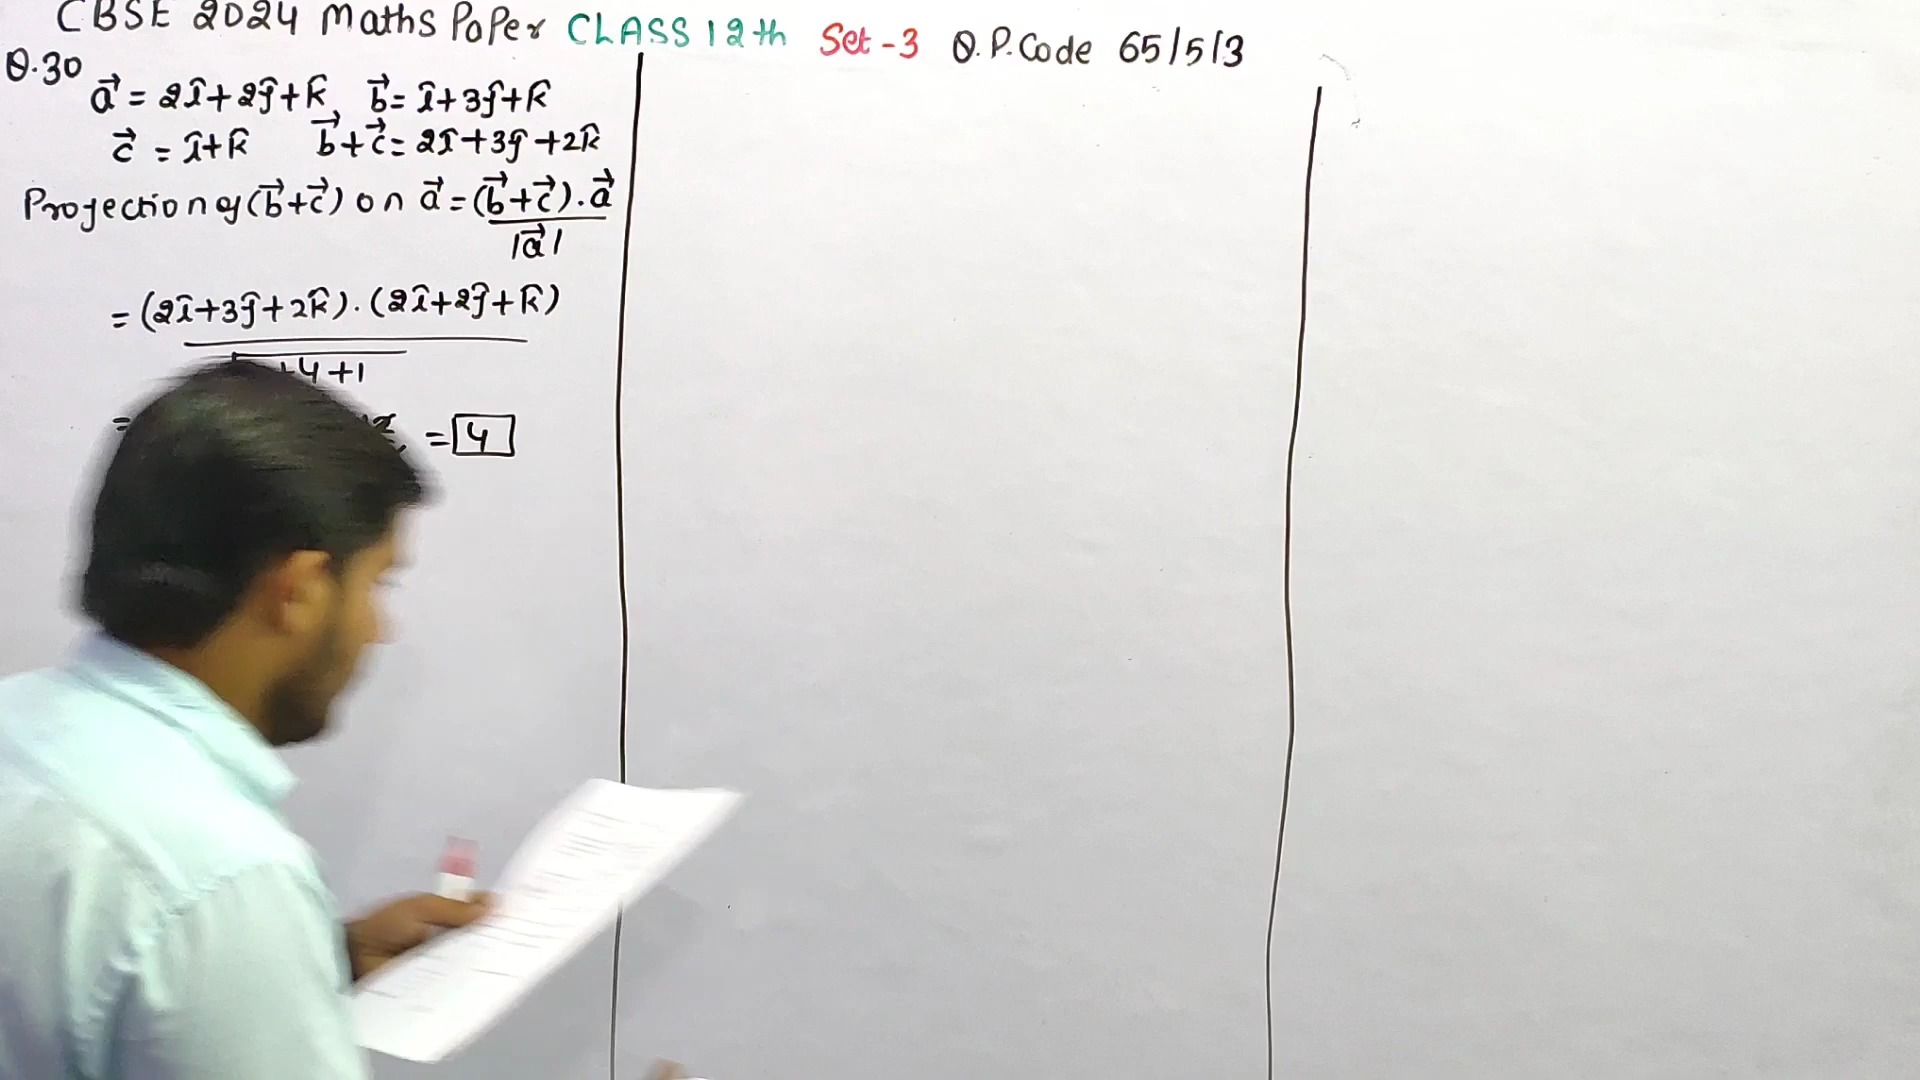 CBSE 2024 Maths PaPer CLASS 12th Set-3 Q.P.Code 65/5/3
Q.30
a⃗ = 2î+2ĵ+k̂, b⃗= î+3ĵ+k̂
c⃗ = î+k̂ b⃗+c⃗= 2î+3ĵ+2k̂
Projection of (b⃗+c⃗) on a⃗ = (b⃗+c⃗).a⃗
|a⃗|
= (2î+3ĵ+2k̂).(2î+2ĵ+k̂)
+4+1
= = 4